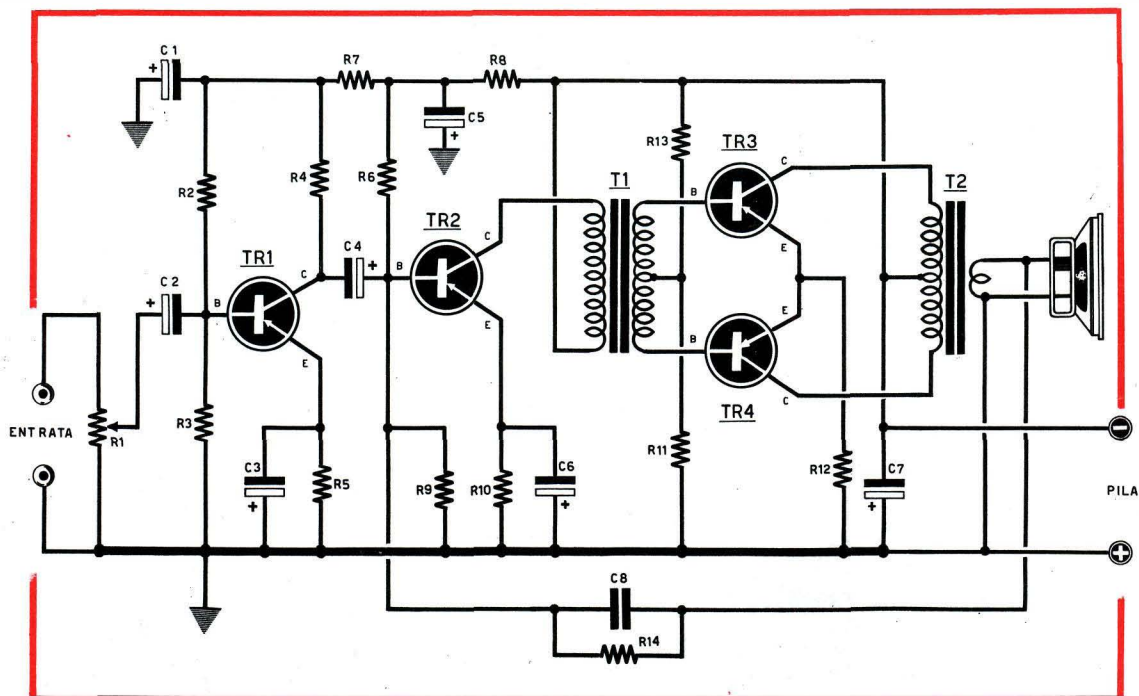 C1
+
R7
R8
C5
+
R13
TR3
R2
R4
R6
TR2
T1
T2
C
B
C
C4
+
B
E
TR1
C
C2
+
B
E
E
B
C
TR4
E
ENTRATA
R1
R3
C3
+
R5
R9
R10
C6
+
R11
R12
C7
+
−
PILA
+
C8
R14